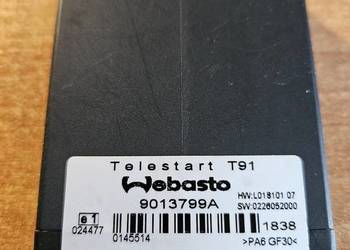 Telestart T91
Webasto
9013799A
HW:L018101 07
SW:0226052000
e1
024477
0145514
1838
>PA6 GF30<